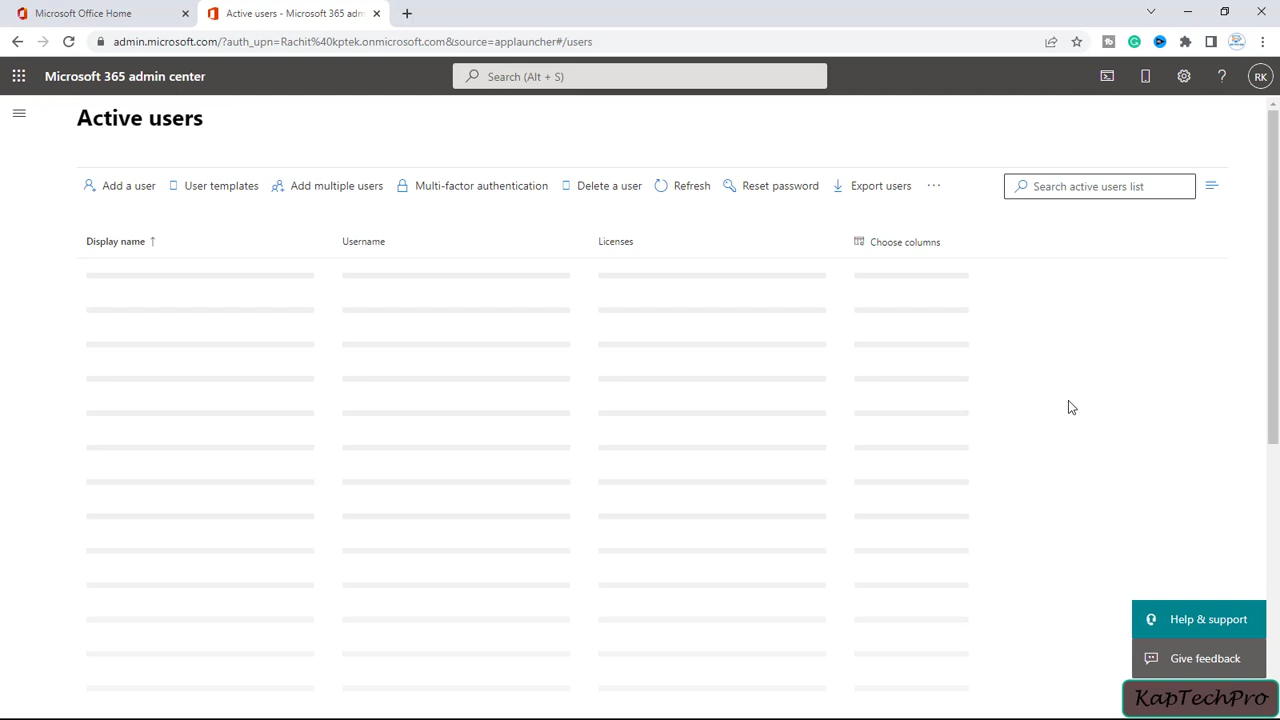 Microsoft Office Home
Active users - Microsoft 365 adm
admin.microsoft.com/?auth_upn=Rachit%40kptek.onmicrosoft.com&source=applauncher#/users
Microsoft 365 admin center
Search (Alt + S)
RK
Active users
Add a user
User templates
Add multiple users
Multi-factor authentication
Delete a user
Refresh
Reset password
Export users
Search active users list
Display name ↑
Username
Licenses
Choose columns
Help & support
Give feedback
KapTechPro